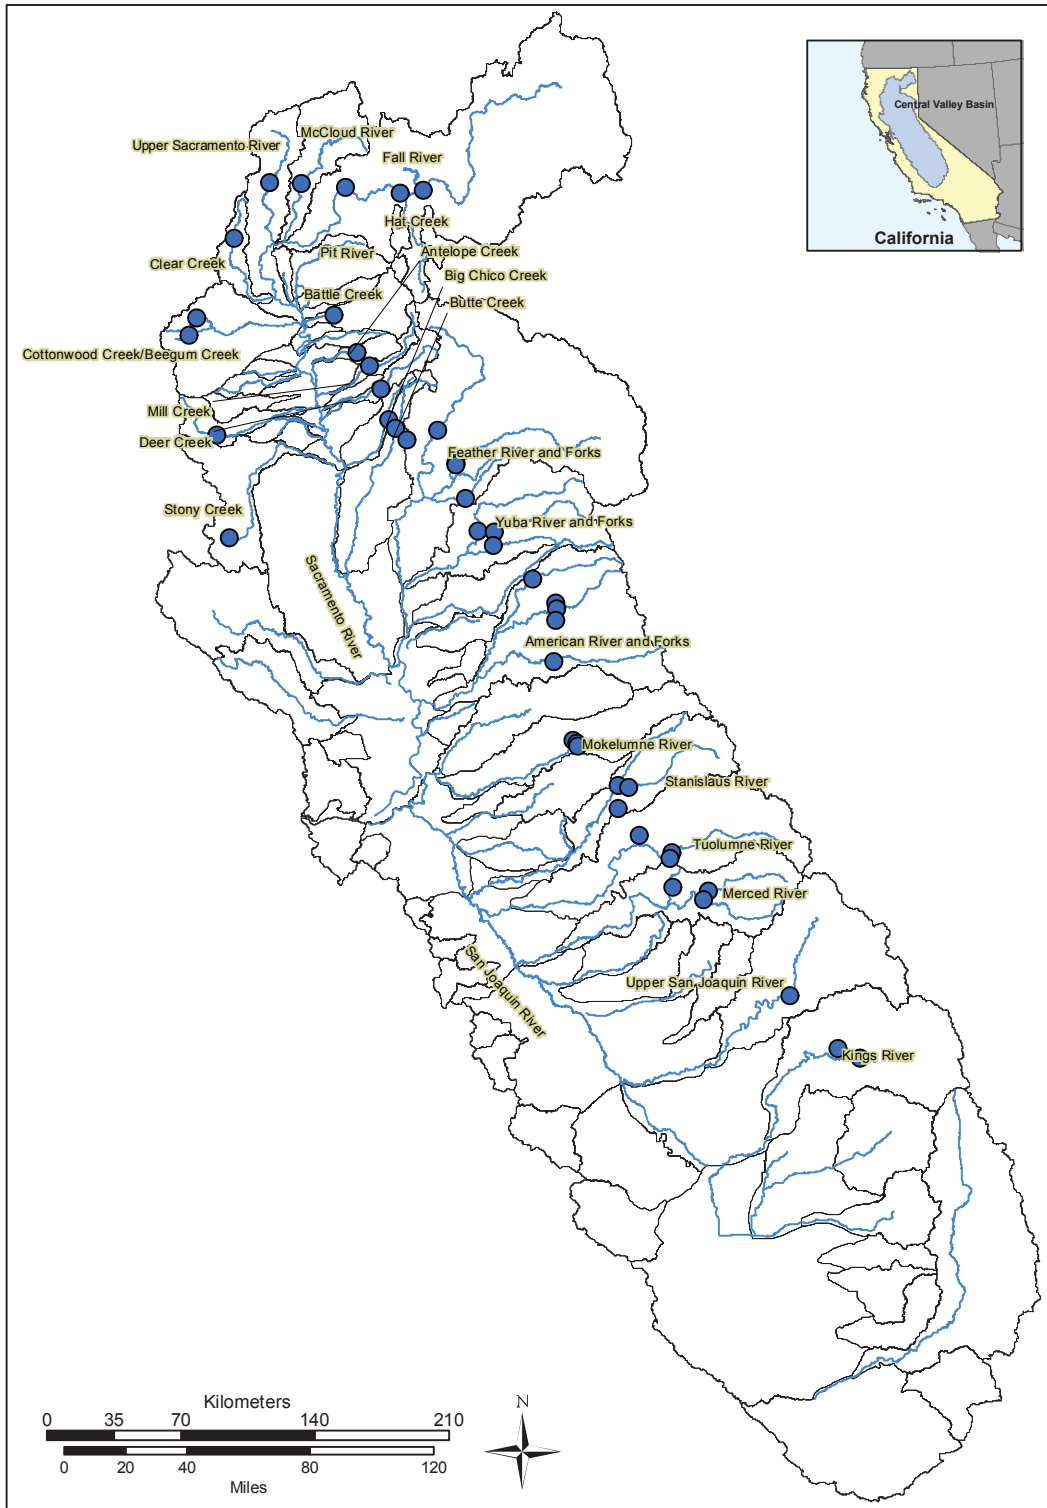 Central Valley Basin
California
McCloud River
Upper Sacramento River
Fall River
Hat Creek
Pit River
Antelope Creek
Clear Creek
Big Chico Creek
Battle Creek
Butte Creek
Cottonwood Creek/Beegum Creek
Mill Creek
Deer Creek
Feather River and Forks
Stony Creek
Yuba River and Forks
Sacramento River
American River and Forks
Mokelumne River
Stanislaus River
Tuolumne River
Merced River
San Joaquin River
Upper San Joaquin River
Kings River
Kilometers
0 35 70 140 210
0 20 40 80 120
Miles
N